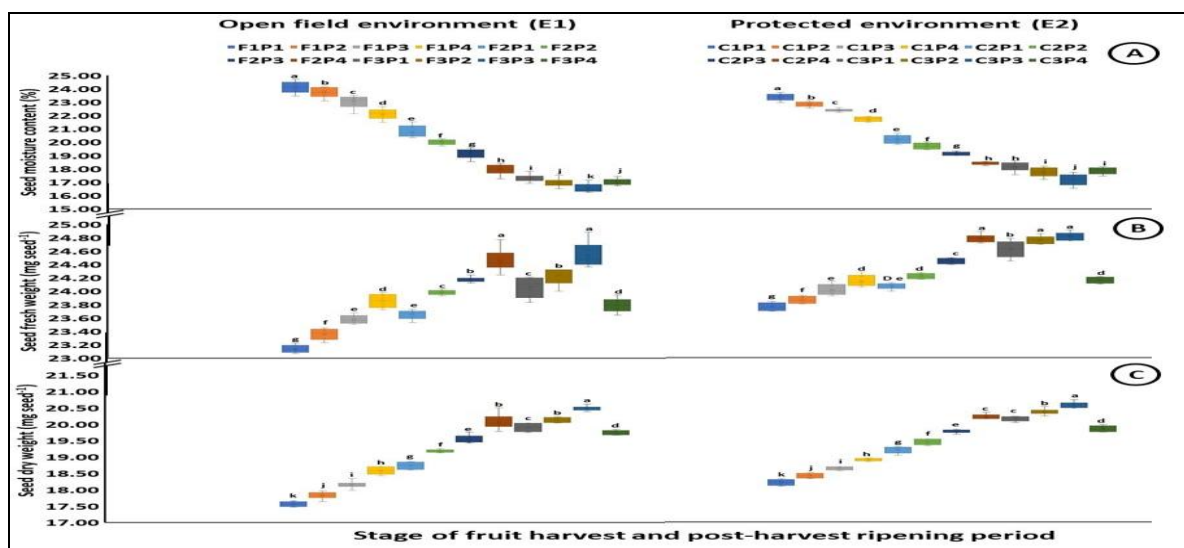 Open field environment (E1) Protected environment (E2)
F1P1 F1P2 F1P3 F1P4 F2P1 F2P2 C1P1 C1P2 C1P3 C1P4 C2P1 C2P2
F2P3 F2P4 F3P1 F3P2 F3P3 F3P4 C2P3 C2P4 C3P1 C3P2 C3P3 C3P4
A
Seed moisture content (%)
25.00
24.00
23.00
22.00
21.00
20.00
19.00
18.00
17.00
16.00
15.00
a b c d e f g h i j k j
a b c d e f g h h i j i
B
Seed fresh weight (mg seed-1)
25.00
24.80
24.60
24.40
24.20
24.00
23.80
23.60
23.40
23.20
23.00
g f e d e c b a c b a d
g f e d D e d c a b a a d
C
Seed dry weight (mg seed-1)
21.50
21.00
20.50
20.00
19.50
19.00
18.50
18.00
17.50
17.00
k j i h g f e b c b a d
k j i h g f e c c b a d
Stage of fruit harvest and post-harvest ripening period